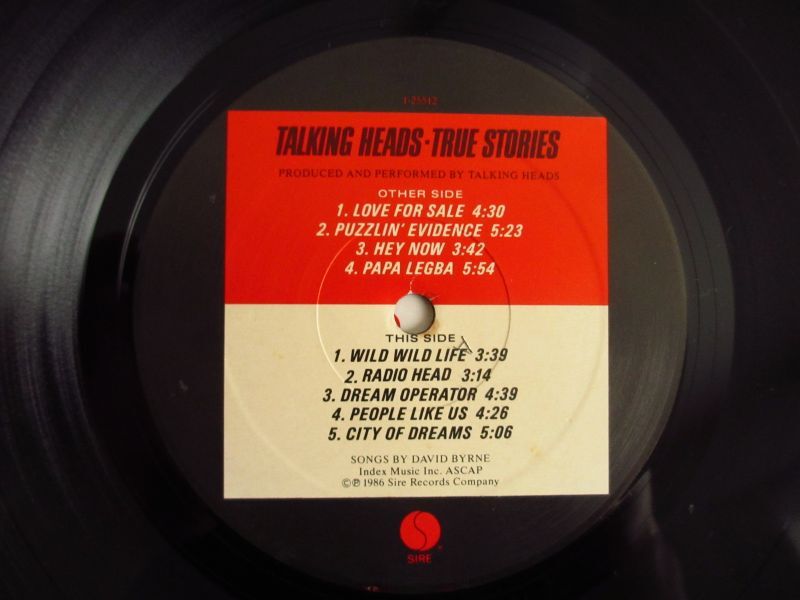 1-25512
TALKING HEADS·TRUE STORIES
PRODUCED AND PERFORMED BY TALKING HEADS
OTHER SIDE
1. LOVE FOR SALE 4:30
2. PUZZLIN' EVIDENCE 5:23
3. HEY NOW 3:42
4. PAPA LEGBA 5:54
THIS SIDE
1. WILD WILD LIFE 3:39
2. RADIO HEAD 3:14
3. DREAM OPERATOR 4:39
4. PEOPLE LIKE US 4:26
5. CITY OF DREAMS 5:06
SONGS BY DAVID BYRNE
Index Music Inc. ASCAP
©℗ 1986 Sire Records Company
SIRE